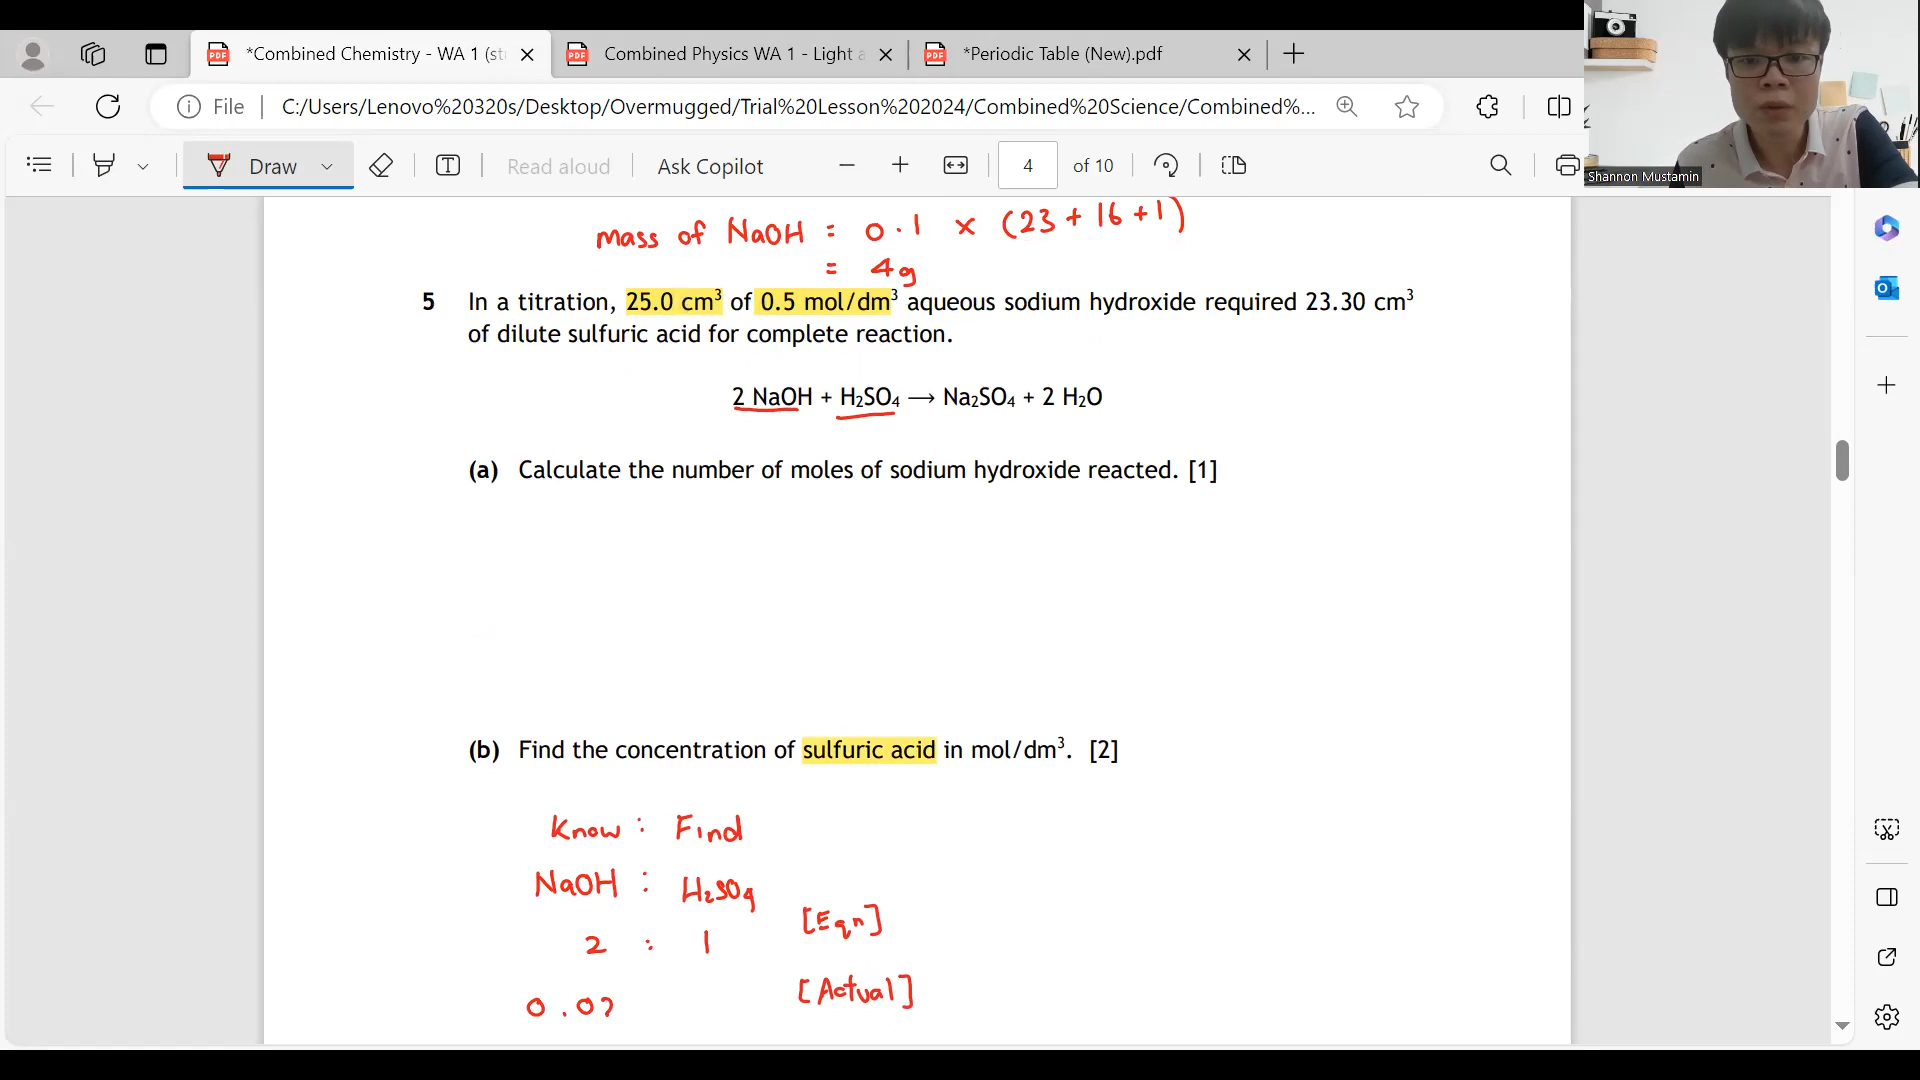 *Combined Chemistry - WA 1 (st
Combined Physics WA 1 - Light a
*Periodic Table (New).pdf
File
C:/Users/Lenovo%20320s/Desktop/Overmugged/Trial%20Lesson%202024/Combined%20Science/Combined%...
Draw
Read aloud
Ask Copilot
4 of 10
Shannon Mustamin
mass of NaOH = 0.1 x (23 + 16 + 1)
= 4g
5 In a titration, 25.0 cm³ of 0.5 mol/dm³ aqueous sodium hydroxide required 23.30 cm³
of dilute sulfuric acid for complete reaction.
2 NaOH + H₂SO₄ ⟶ Na₂SO₄ + 2 H₂O
(a) Calculate the number of moles of sodium hydroxide reacted. [1]
(b) Find the concentration of sulfuric acid in mol/dm³. [2]
Know : Find
NaOH : H₂SO₄
[Eqn]
2 : 1
[Actual]